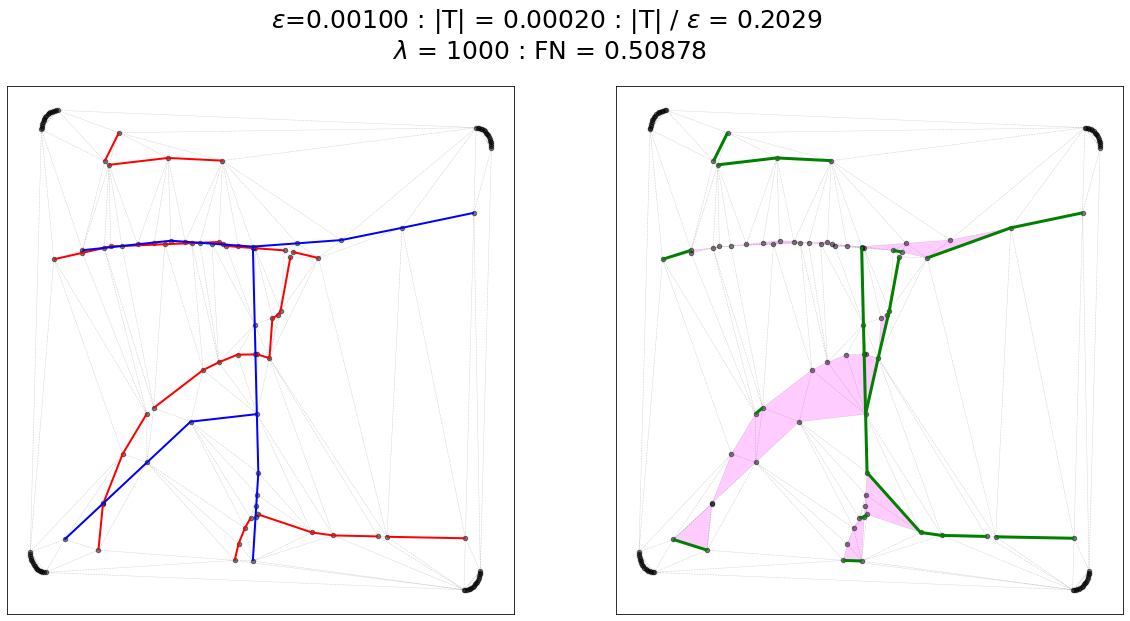 ε=0.00100 : |T| = 0.00020 : |T| / ε = 0.2029
λ = 1000 : FN = 0.50878